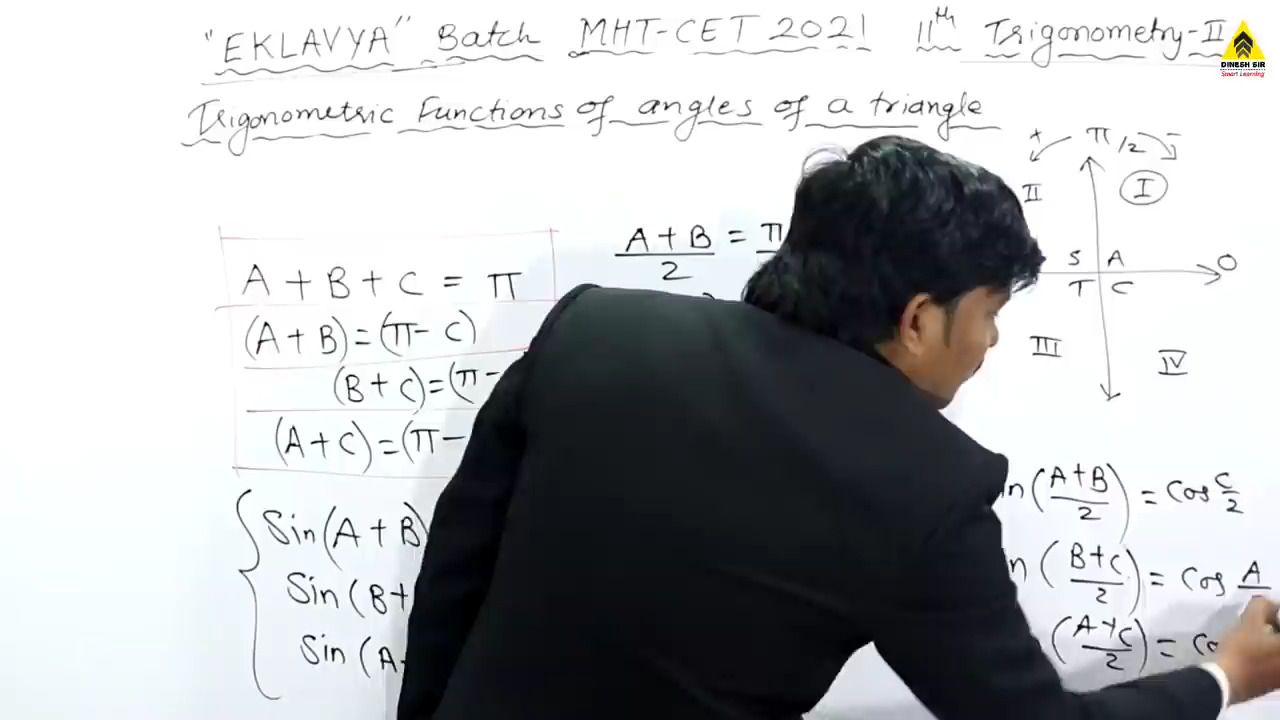 "EKLAVYA" Batch MHT-CET 2021 11th Trigonometry-II
DINESH SIR
Smart Learning
Trigonometric Functions of angles of a triangle
+ π/2 -
II I
A+B/2 = π
S A O
T C
III IV
A + B + C = π
(A+B)=(π- C)
(B+C)=(π-
(A+C)=(π-
Sin(A+B)
Sin(B+
Sin(A
n(A+B/2) = Cos C/2
n(B+C/2) = Cos A
(A+C/2) = Co